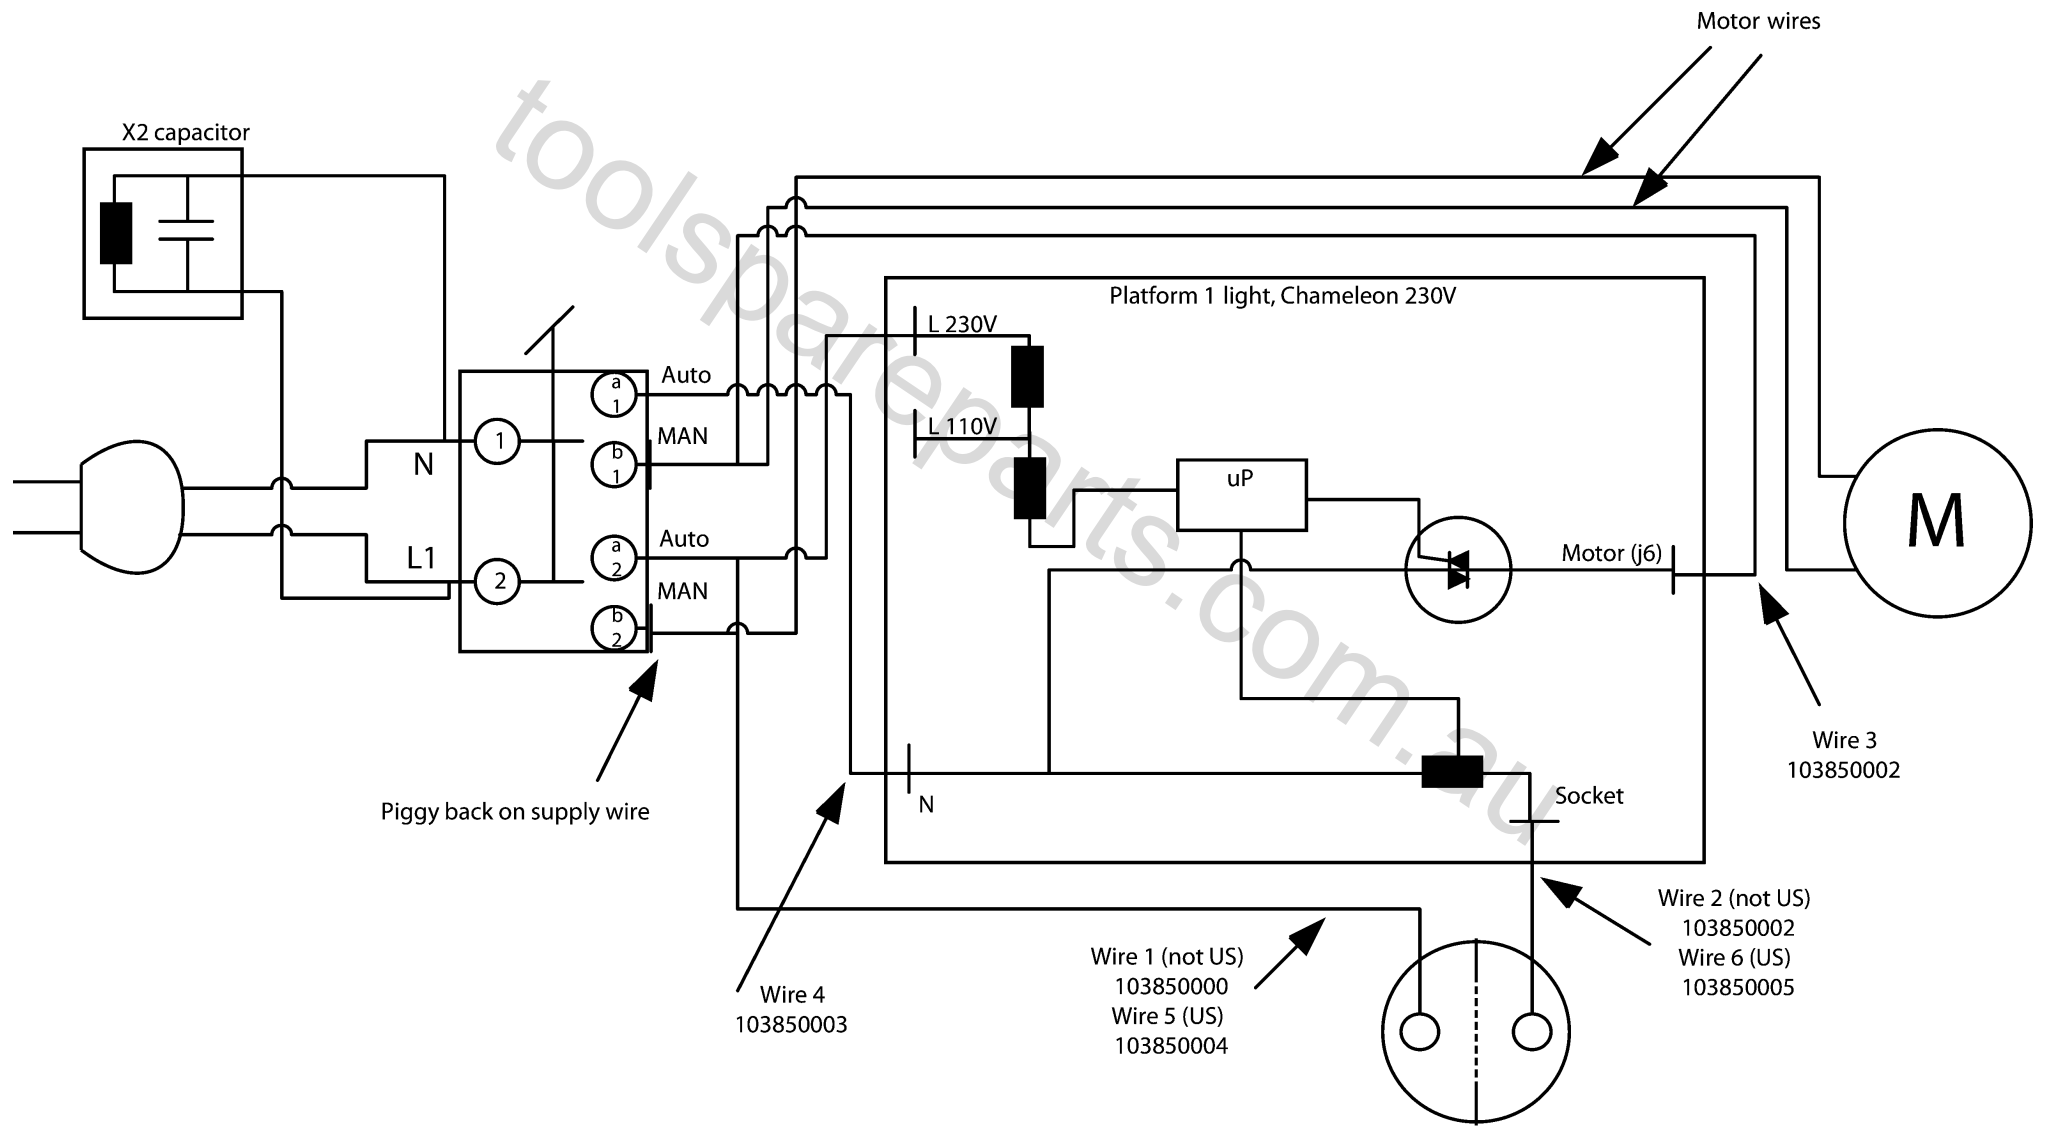 Motor wires
X2 capacitor
Platform 1 light, Chameleon 230V
L 230V
a
1
Auto
L 110V
1
N
b
1
MAN
uP
M
L1
2
a
2
Auto
Motor (j6)
b
2
MAN
Wire 3
103850002
Piggy back on supply wire
N
Socket
Wire 4
103850003
Wire 1 (not US)
103850000
Wire 5 (US)
103850004
Wire 2 (not US)
103850002
Wire 6 (US)
103850005
toolspareparts.com.au